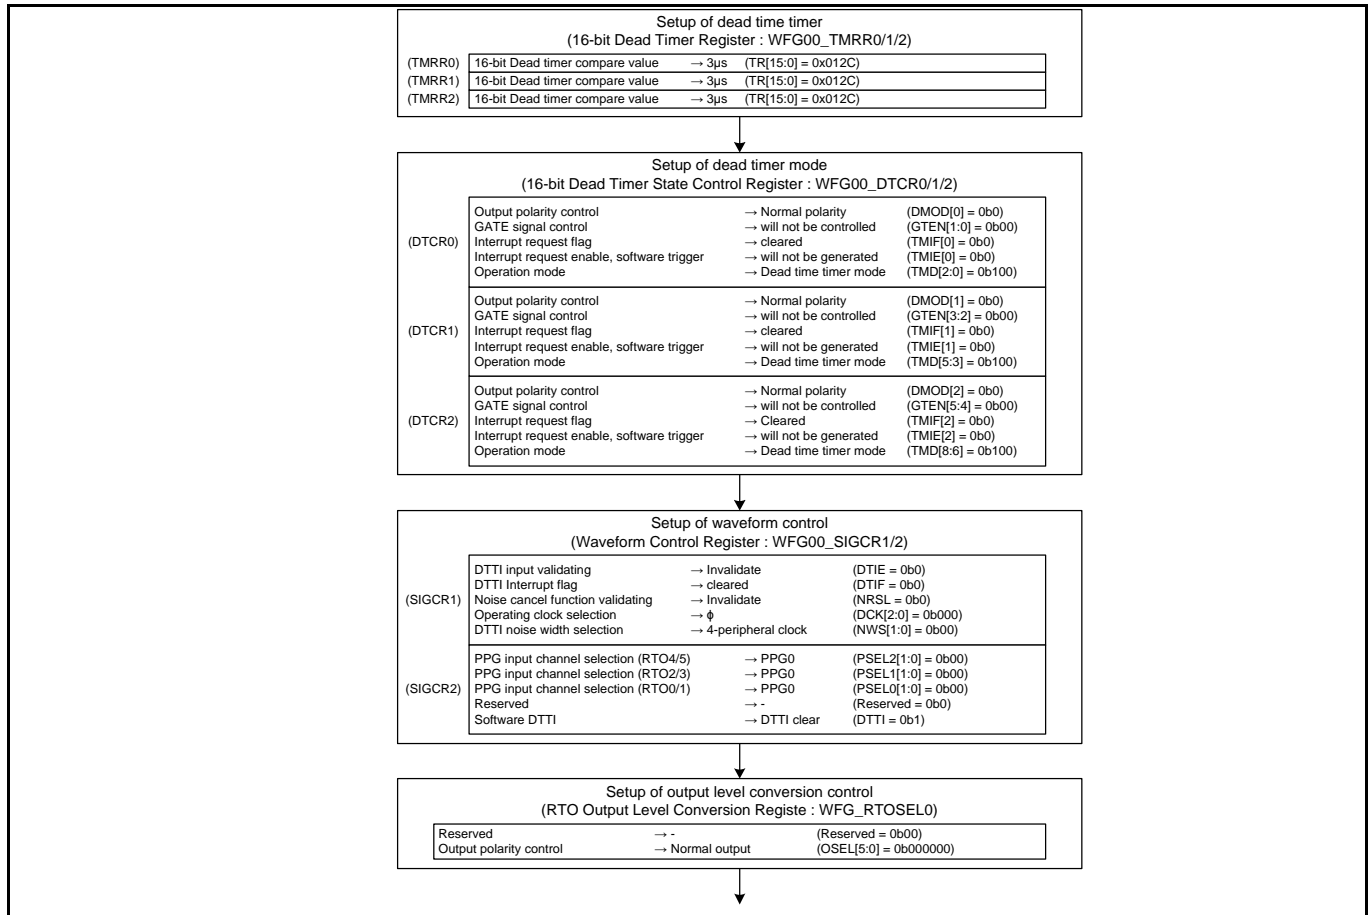 Setup of dead time timer
(16-bit Dead Timer Register : WFG00_TMRR0/1/2)
(TMRR0) 16-bit Dead timer compare value → 3μs (TR[15:0] = 0x012C)
(TMRR1) 16-bit Dead timer compare value → 3μs (TR[15:0] = 0x012C)
(TMRR2) 16-bit Dead timer compare value → 3μs (TR[15:0] = 0x012C)
Setup of dead timer mode
(16-bit Dead Timer State Control Register : WFG00_DTCR0/1/2)
Output polarity control → Normal polarity (DMOD[0] = 0b0)
GATE signal control → will not be controlled (GTEN[1:0] = 0b00)
(DTCR0) Interrupt request flag → cleared (TMIF[0] = 0b0)
Interrupt request enable, software trigger → will not be generated (TMIE[0] = 0b0)
Operation mode → Dead time timer mode (TMD[2:0] = 0b100)
Output polarity control → Normal polarity (DMOD[1] = 0b0)
GATE signal control → will not be controlled (GTEN[3:2] = 0b00)
(DTCR1) Interrupt request flag → cleared (TMIF[1] = 0b0)
Interrupt request enable, software trigger → will not be generated (TMIE[1] = 0b0)
Operation mode → Dead time timer mode (TMD[5:3] = 0b100)
Output polarity control → Normal polarity (DMOD[2] = 0b0)
GATE signal control → will not be controlled (GTEN[5:4] = 0b00)
(DTCR2) Interrupt request flag → Cleared (TMIF[2] = 0b0)
Interrupt request enable, software trigger → will not be generated (TMIE[2] = 0b0)
Operation mode → Dead time timer mode (TMD[8:6] = 0b100)
Setup of waveform control
(Waveform Control Register : WFG00_SIGCR1/2)
DTTI input validating → Invalidate (DTIE = 0b0)
DTTI Interrupt flag → cleared (DTIF = 0b0)
(SIGCR1) Noise cancel function validating → Invalidate (NRSL = 0b0)
Operating clock selection → ϕ (DCK[2:0] = 0b000)
DTTI noise width selection → 4-peripheral clock (NWS[1:0] = 0b00)
PPG input channel selection (RTO4/5) → PPG0 (PSEL2[1:0] = 0b00)
PPG input channel selection (RTO2/3) → PPG0 (PSEL1[1:0] = 0b00)
(SIGCR2) PPG input channel selection (RTO0/1) → PPG0 (PSEL0[1:0] = 0b00)
Reserved → - (Reserved = 0b0)
Software DTTI → DTTI clear (DTTI = 0b1)
Setup of output level conversion control
(RTO Output Level Conversion Registe : WFG_RTOSEL0)
Reserved → - (Reserved = 0b00)
Output polarity control → Normal output (OSEL[5:0] = 0b000000)